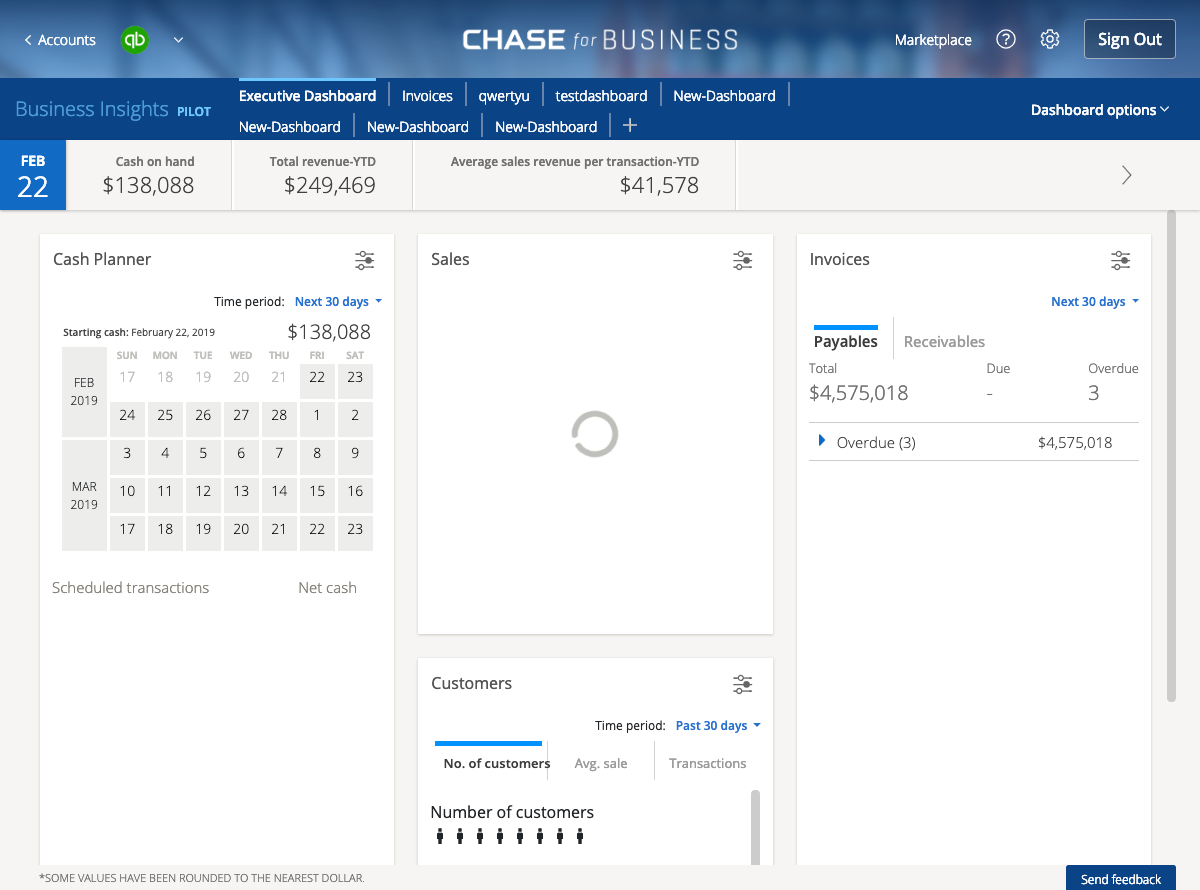 Accounts
qb
CHASE for BUSINESS
Marketplace
?
Sign Out
Business Insights PILOT
Executive Dashboard
Invoices
qwertyu
testdashboard
New-Dashboard
New-Dashboard
New-Dashboard
New-Dashboard
+
Dashboard options
FEB
22
Cash on hand
$138,088
Total revenue-YTD
$249,469
Average sales revenue per transaction-YTD
$41,578
Cash Planner
Time period: Next 30 days
Starting cash: February 22, 2019 $138,088
SUN MON TUE WED THU FRI SAT
FEB
2019
17 18 19 20 21 22 23
24 25 26 27 28 1 2
MAR
2019
3 4 5 6 7 8 9
10 11 12 13 14 15 16
17 18 19 20 21 22 23
Scheduled transactions Net cash
Sales
Customers
Time period: Past 30 days
No. of customers Avg. sale Transactions
Number of customers
Invoices
Next 30 days
Payables Receivables
Total Due Overdue
$4,575,018 - 3
Overdue (3) $4,575,018
*SOME VALUES HAVE BEEN ROUNDED TO THE NEAREST DOLLAR.
Send feedback